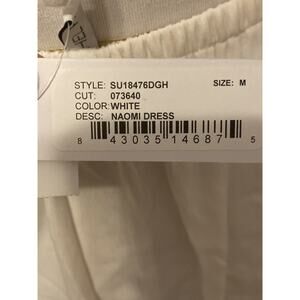 STYLE: SU18476DGH SIZE: M
CUT: 073640
COLOR: WHITE
DESC: NAOMI DRESS
8 43035 14687 5